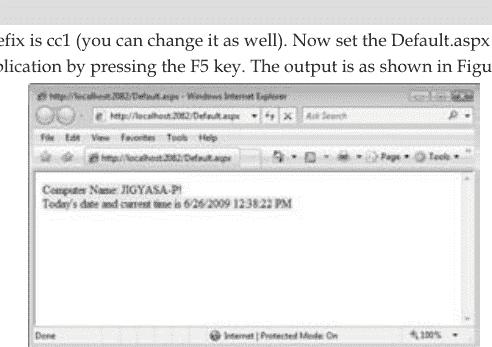 efix is cc1 (you can change it as well). Now set the Default.aspx
plication by pressing the F5 key. The output is as shown in Figu
http://localhost:2082/Default.aspx - Windows Internet Explorer
http://localhost:2082/Default.aspx Ask Search
File Edit View Favorites Tools Help
http://localhost:2082/Default.aspx Page Tools
Computer Name: JIGYASA-P!
Today's date and current time is 6/26/2009 12:38:22 PM
Done Internet | Protected Mode: On 100%